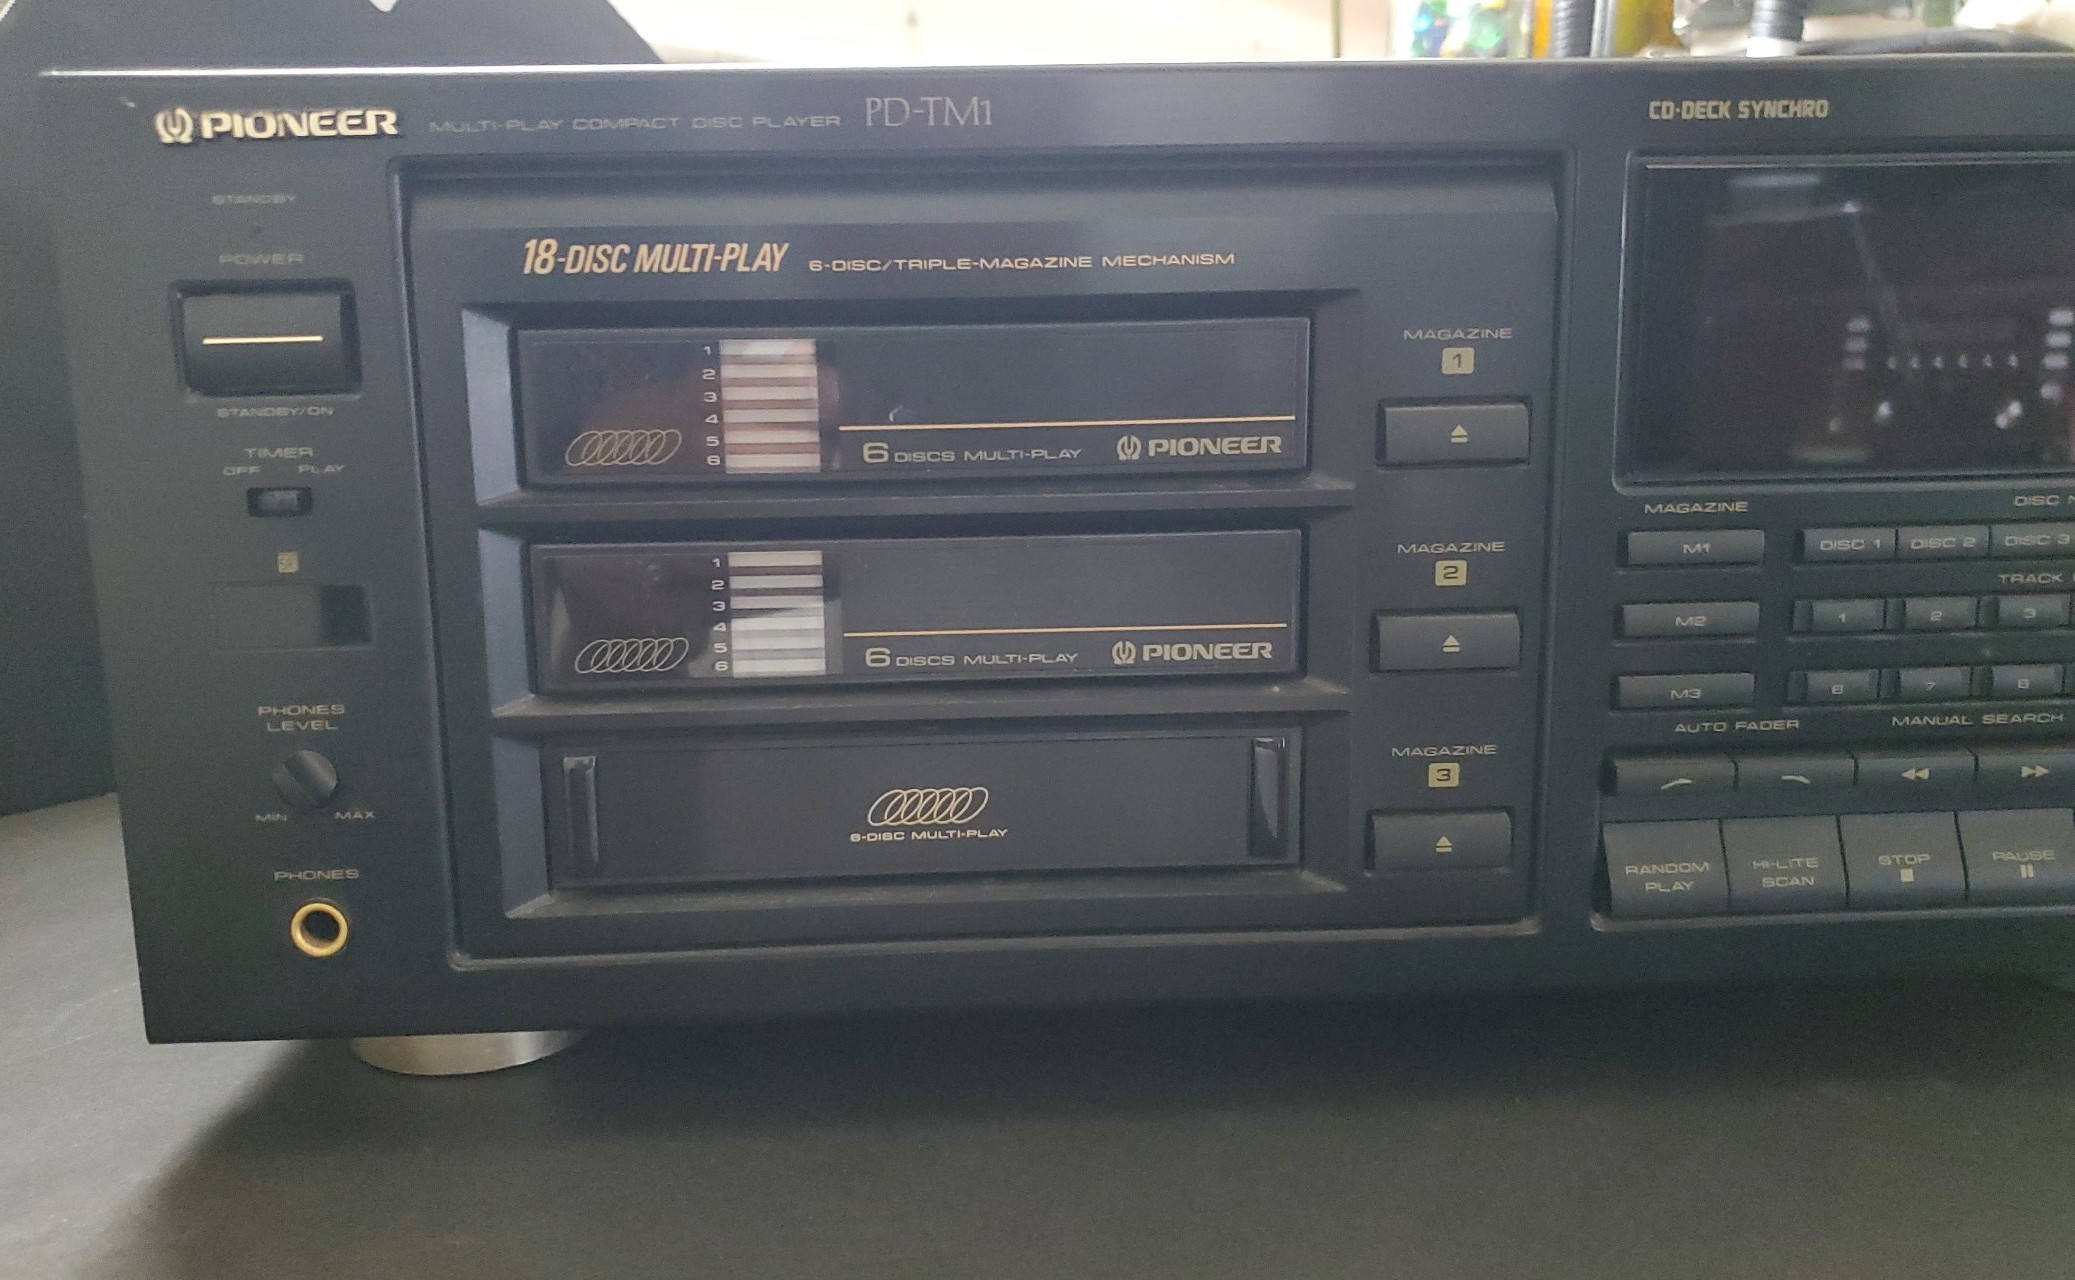 PIONEER MULTI-PLAY COMPACT DISC PLAYER PD-TM1
CD·DECK SYNCHRO
STANDBY
POWER
STANDBY/ON
TIMER
OFF PLAY
SR
PHONES
LEVEL
MIN MAX
PHONES
18-DISC MULTI-PLAY 6-DISC/TRIPLE-MAGAZINE MECHANISM
1
2
3
4
5
6
6 DISCS MULTI-PLAY PIONEER
MAGAZINE
1
1
2
3
4
5
6
6 DISCS MULTI-PLAY PIONEER
MAGAZINE
2
6-DISC MULTI-PLAY
MAGAZINE
3
MAGAZINE DISC
M1 DISC 1 DISC 2 DISC 3
TRACK
M2 1 2 3
M3 6 7 8
AUTO FADER MANUAL SEARCH
RANDOM
PLAY
HI-LITE
SCAN
STOP
PAUSE